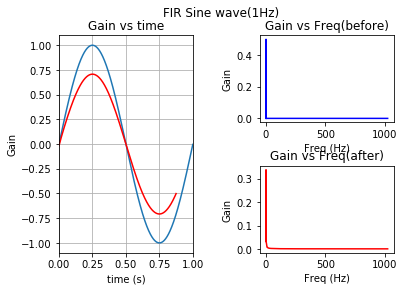 FIR Sine wave(1Hz)
Gain vs time
1.00
0.75
0.50
0.25
0.00
−0.25
−0.50
−0.75
−1.00
Gain
0.00 0.25 0.50 0.75 1.00
time (s)
Gain vs Freq(before)
0.4
0.2
0.0
Gain
0 500 1000
Freq (Hz)
Gain vs Freq(after)
0.3
0.2
0.1
0.0
Gain
0 500 1000
Freq (Hz)